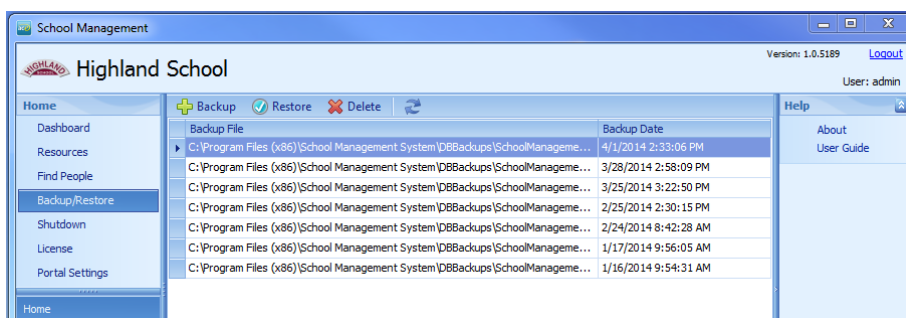 School Management
HIGHLAND
Highland School
Version: 1.0.5189 Logout
User: admin
Home
Dashboard
Resources
Find People
Backup/Restore
Shutdown
License
Portal Settings
Home
Backup Restore Delete
Backup File Backup Date
C:\Program Files (x86)\School Management System\DBBackups\SchoolManageme... 4/1/2014 2:33:06 PM
C:\Program Files (x86)\School Management System\DBBackups\SchoolManageme... 3/28/2014 2:58:09 PM
C:\Program Files (x86)\School Management System\DBBackups\SchoolManageme... 3/25/2014 3:22:50 PM
C:\Program Files (x86)\School Management System\DBBackups\SchoolManageme... 2/25/2014 2:30:15 PM
C:\Program Files (x86)\School Management System\DBBackups\SchoolManageme... 2/24/2014 8:42:28 AM
C:\Program Files (x86)\School Management System\DBBackups\SchoolManageme... 1/17/2014 9:56:05 AM
C:\Program Files (x86)\School Management System\DBBackups\SchoolManageme... 1/16/2014 9:54:31 AM
Help
About
User Guide